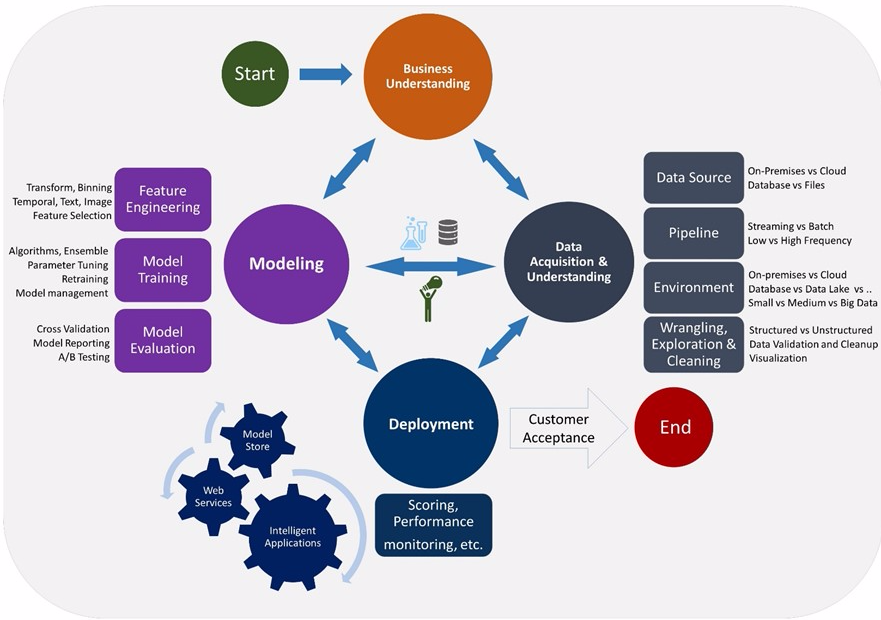 Start
Business
Understanding
Transform, Binning
Temporal, Text, Image
Feature Selection
Feature
Engineering
Algorithms, Ensemble
Parameter Tuning
Retraining
Model management
Model
Training
Cross Validation
Model Reporting
A/B Testing
Model
Evaluation
Modeling
Data
Acquisition &
Understanding
Data Source
On-Premises vs Cloud
Database vs Files
Pipeline
Streaming vs Batch
Low vs High Frequency
Environment
On-premises vs Cloud
Database vs Data Lake vs ..
Small vs Medium vs Big Data
Wrangling,
Exploration &
Cleaning
Structured vs Unstructured
Data Validation and Cleanup
Visualization
Deployment
Customer
Acceptance
End
Scoring,
Performance
monitoring, etc.
Model
Store
Web
Services
Intelligent
Applications